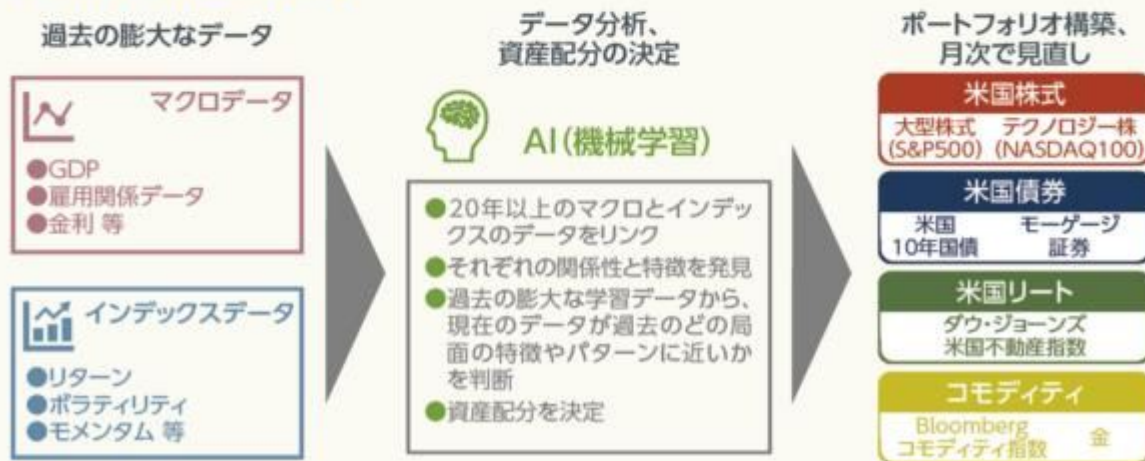 過去の膨大なデータ
マクロデータ
●GDP
●雇用関係データ
●金利 等
インデックスデータ
●リターン
●ボラティリティ
●モメンタム 等
データ分析、
資産配分の決定
AI(機械学習)
●20年以上のマクロとインデッ
クスのデータをリンク
●それぞれの関係性と特徴を発見
●過去の膨大な学習データから、
現在のデータが過去のどの局
面の特徴やパターンに近いか
を判断
●資産配分を決定
ポートフォリオ構築、
月次で見直し
米国株式
大型株式 テクノロジー株
(S&P500) (NASDAQ100)
米国債券
米国 モーゲージ
10年国債 証券
米国リート
ダウ・ジョーンズ
米国不動産指数
コモディティ
Bloomberg
コモディティ指数 金